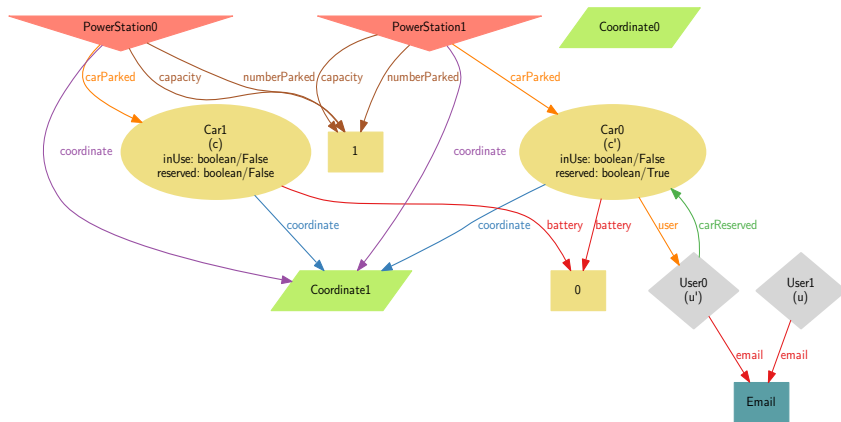 PowerStation0
PowerStation1
Coordinate0
carParked
capacity
numberParked
capacity
numberParked
carParked
Car1
(c)
inUse: boolean/False
reserved: boolean/False
1
Car0
(c')
inUse: boolean/False
reserved: boolean/True
coordinate
coordinate
coordinate
coordinate
battery
battery
user
carReserved
Coordinate1
0
User0
(u')
User1
(u)
email
email
Email